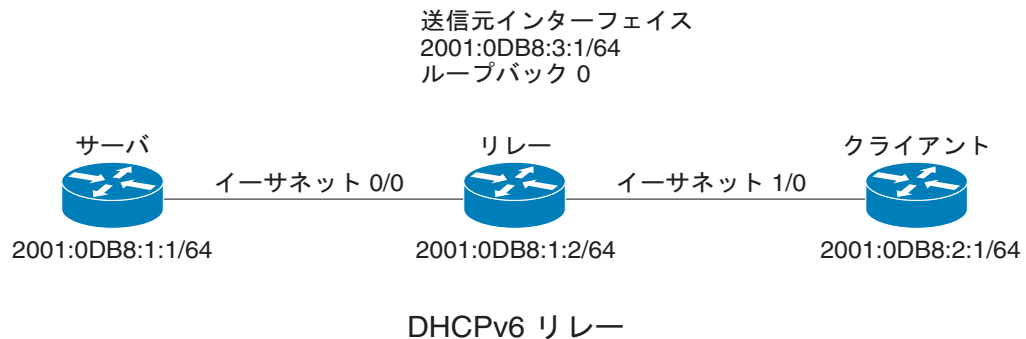 送信元インターフェイス
2001:0DB8:3:1/64
ループバック 0
サーバ
リレー
クライアント
イーサネット 0/0
イーサネット 1/0
2001:0DB8:1:1/64
2001:0DB8:1:2/64
2001:0DB8:2:1/64
DHCPv6 リレー